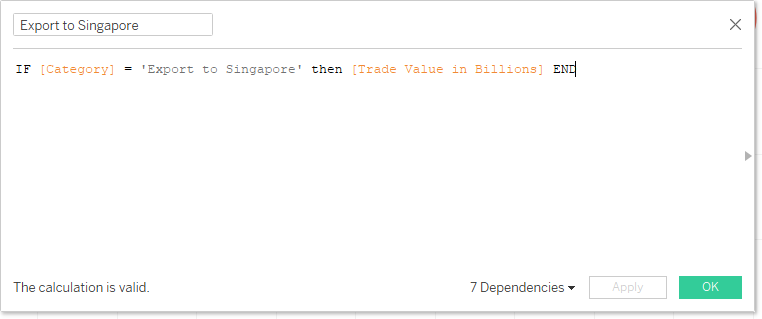 Export to Singapore
IF [Category] = 'Export to Singapore' then [Trade Value in Billions] END
The calculation is valid.
7 Dependencies
Apply
OK